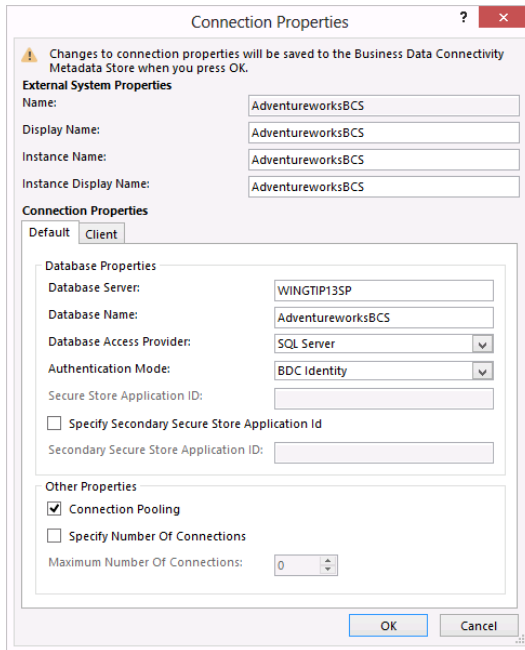 Connection Properties
?
Changes to connection properties will be saved to the Business Data Connectivity
Metadata Store when you press OK.
External System Properties
Name: AdventureworksBCS
Display Name: AdventureworksBCS
Instance Name: AdventureworksBCS
Instance Display Name: AdventureworksBCS
Connection Properties
Default Client
Database Properties
Database Server: WINGTIP13SP
Database Name: AdventureworksBCS
Database Access Provider: SQL Server
Authentication Mode: BDC Identity
Secure Store Application ID:
Specify Secondary Secure Store Application Id
Secondary Secure Store Application ID:
Other Properties
Connection Pooling
Specify Number Of Connections
Maximum Number Of Connections: 0
OK Cancel